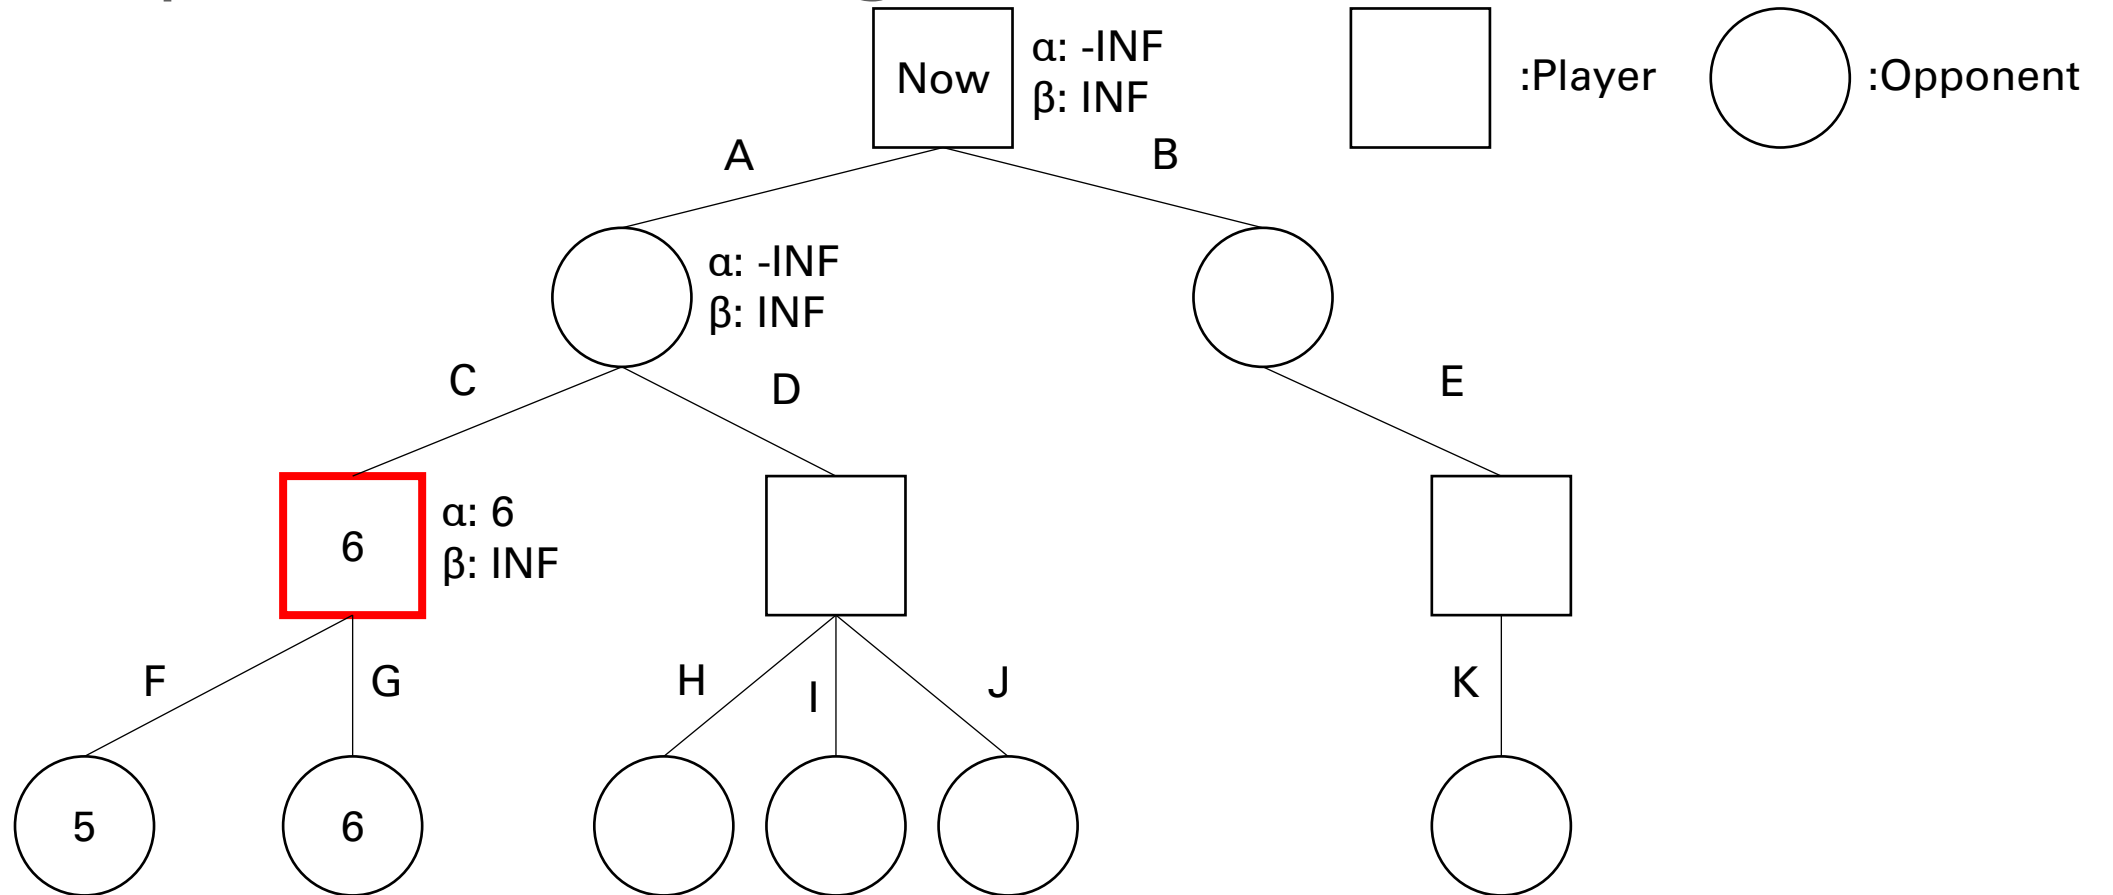 Now
α: -INF
β: INF
:Player
:Opponent
A
B
α: -INF
β: INF
C
D
E
6
α: 6
β: INF
F
G
H
I
J
K
5
6